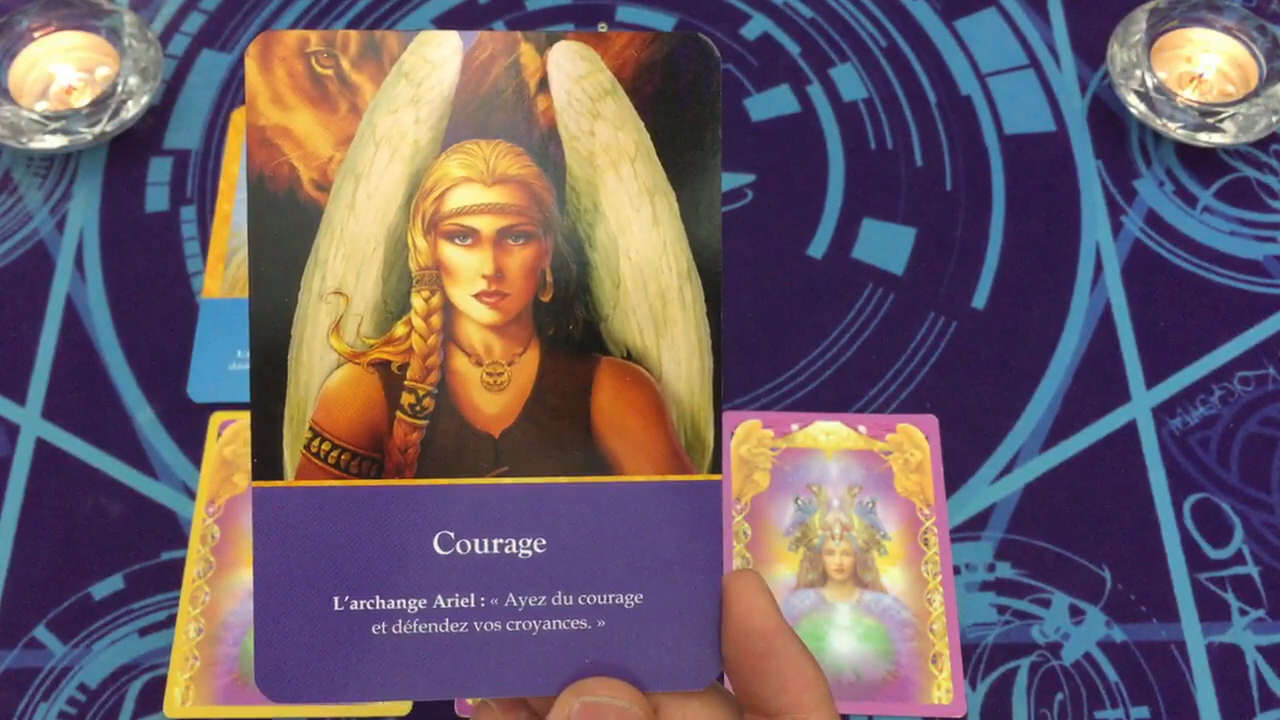 Courage
L'archange Ariel : « Ayez du courage
et défendez vos croyances. »